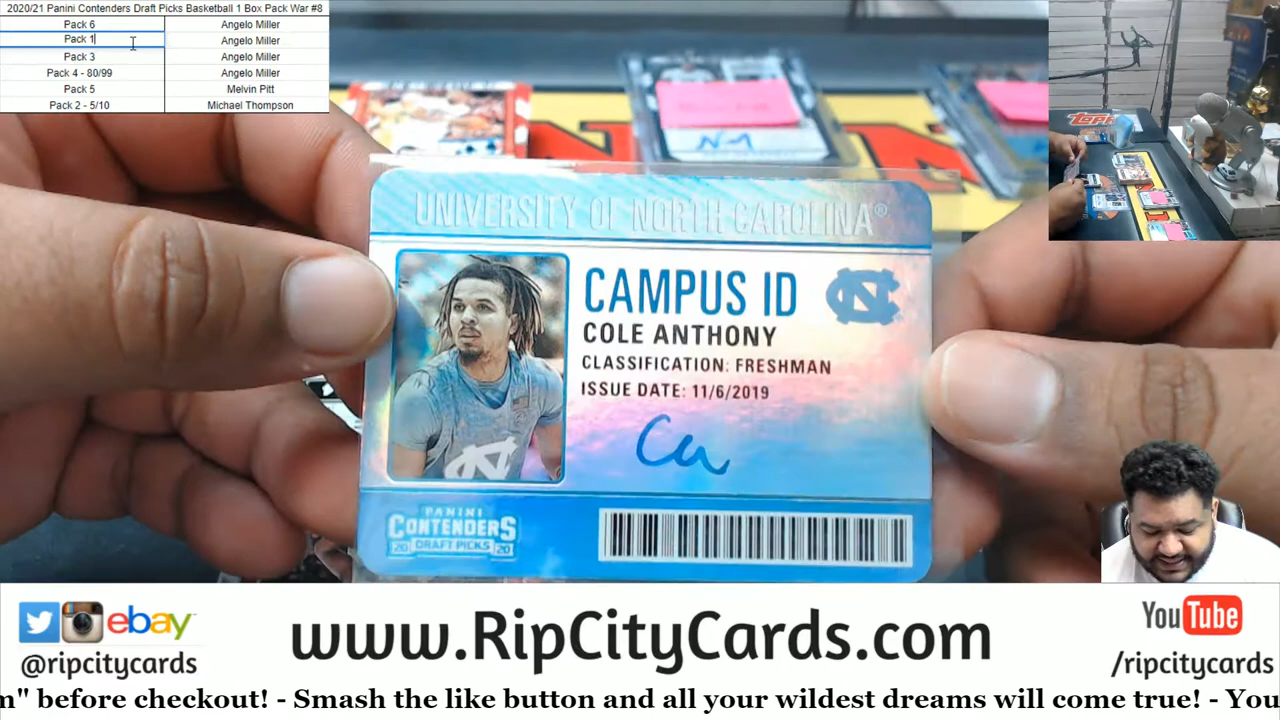 2020/21 Panini Contenders Draft Picks Basketball 1 Box Pack War #8
Pack 6 Angelo Miller
Pack 1 Angelo Miller
Pack 3 Angelo Miller
Pack 4 - 80/99 Angelo Miller
Pack 5 Melvin Pitt
Pack 2 - 5/10 Michael Thompson
UNIVERSITY OF NORTH CAROLINA®
CAMPUS ID
NC
COLE ANTHONY
CLASSIFICATION: FRESHMAN
ISSUE DATE: 11/6/2019
NC
PANINI
CONTENDERS
20 DRAFT PICKS 20
ebay
@ripcitycards
www.RipCityCards.com
YouTube
/ripcitycards
m" before checkout! - Smash the like button and all your wildest dreams will come true! - You